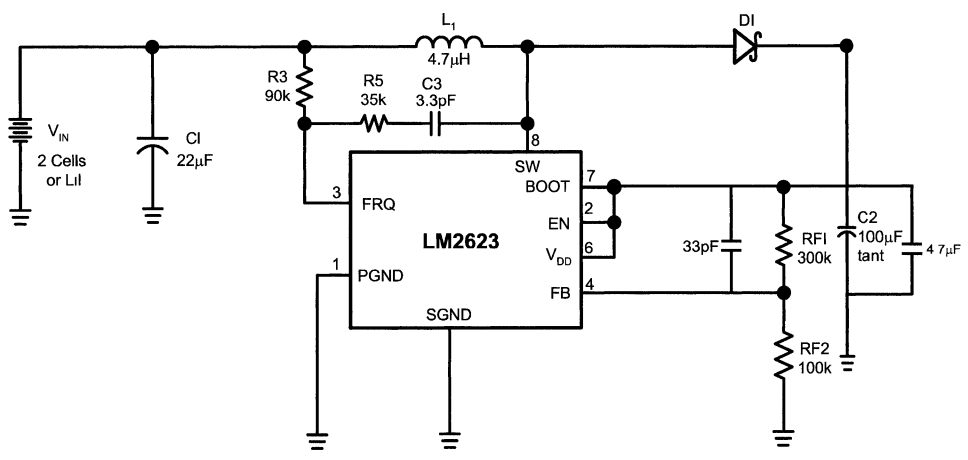 L1
4.7µH
DI
R3
90k
R5
35k
C3
3.3pF
VIN
2 Cells
or LiI
CI
22µF
8
SW
BOOT
7
3
FRQ
EN
2
LM2623
VDD
6
1
PGND
FB
4
SGND
33pF
RFI
300k
C2
100µF
tant
4 7µF
RF2
100k